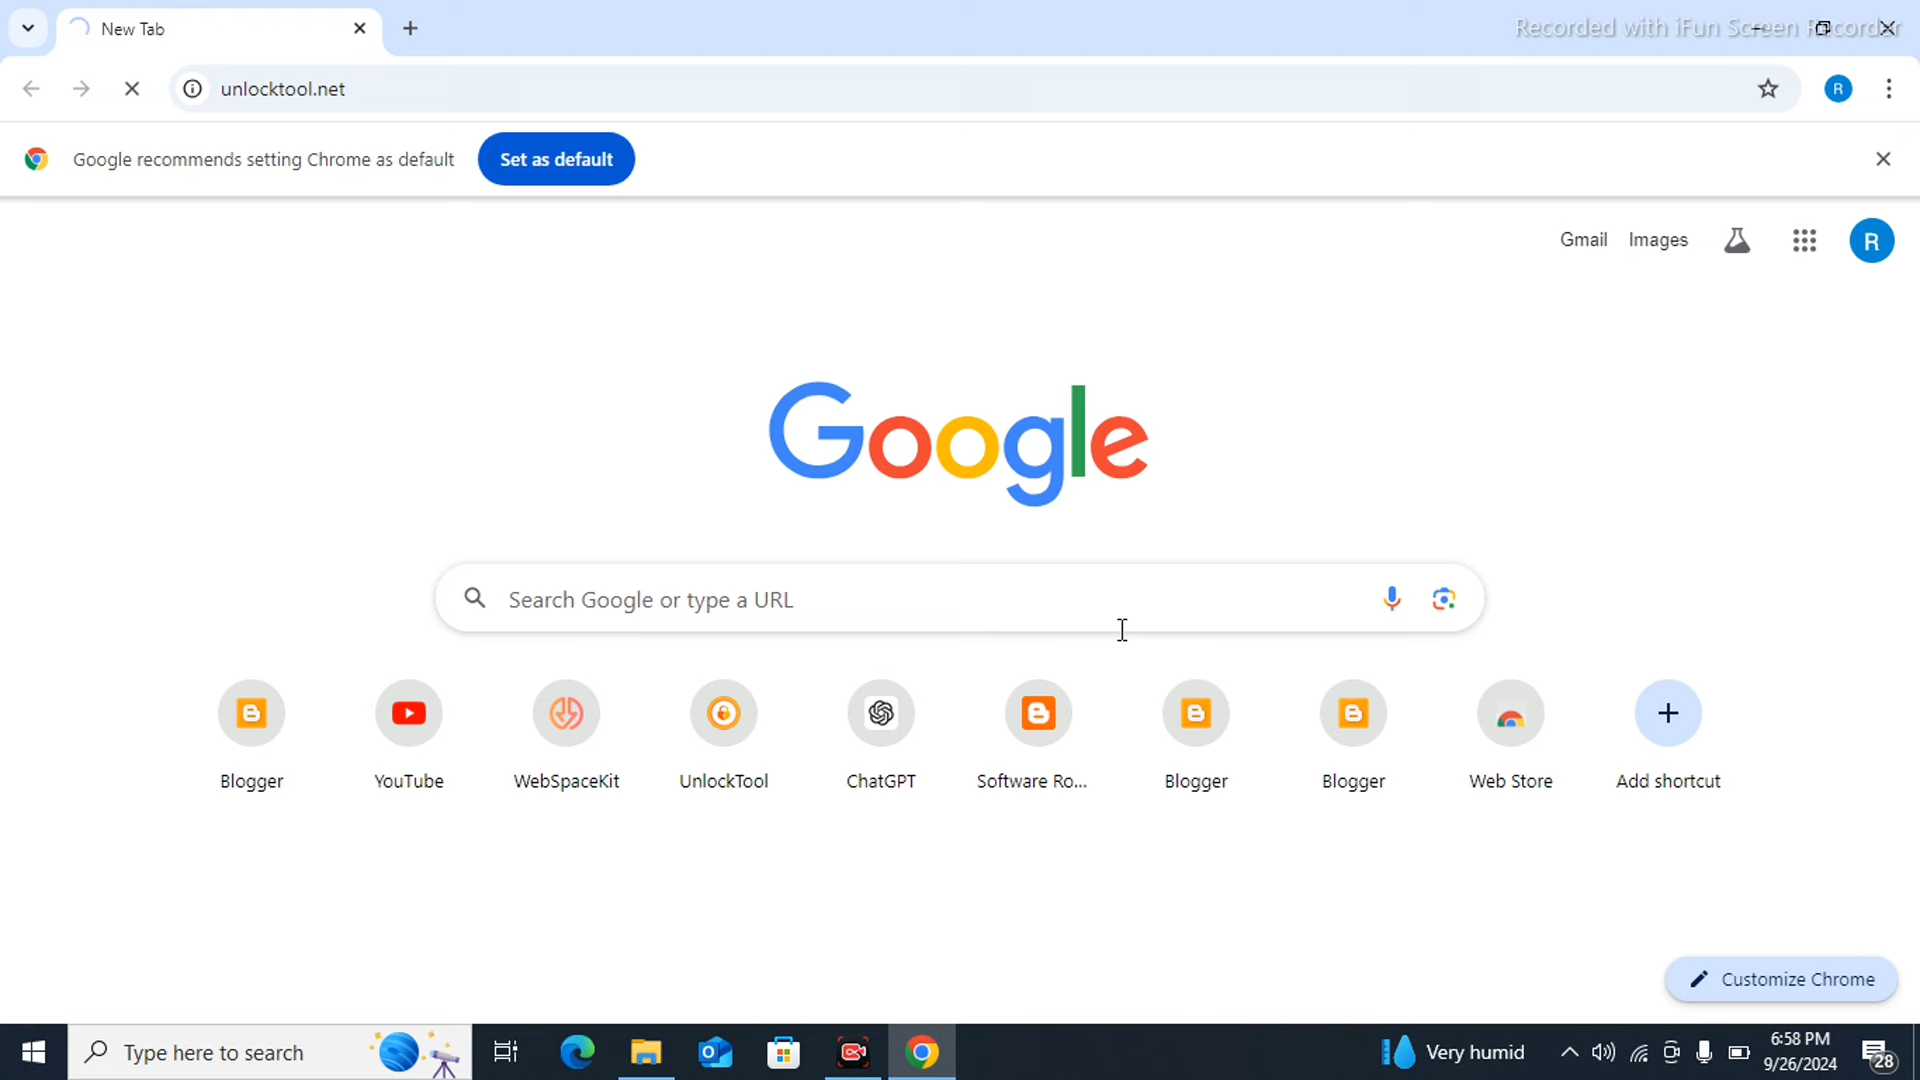 New Tab
Recorded with iFun Screen Recorder
unlocktool.net
R
Google recommends setting Chrome as default
Set as default
Gmail
Images
R
Google
Search Google or type a URL
Blogger
YouTube
WebSpaceKit
UnlockTool
ChatGPT
Software Ro...
Blogger
Blogger
Web Store
Add shortcut
Customize Chrome
Type here to search
Very humid
6:58 PM
9/26/2024
28